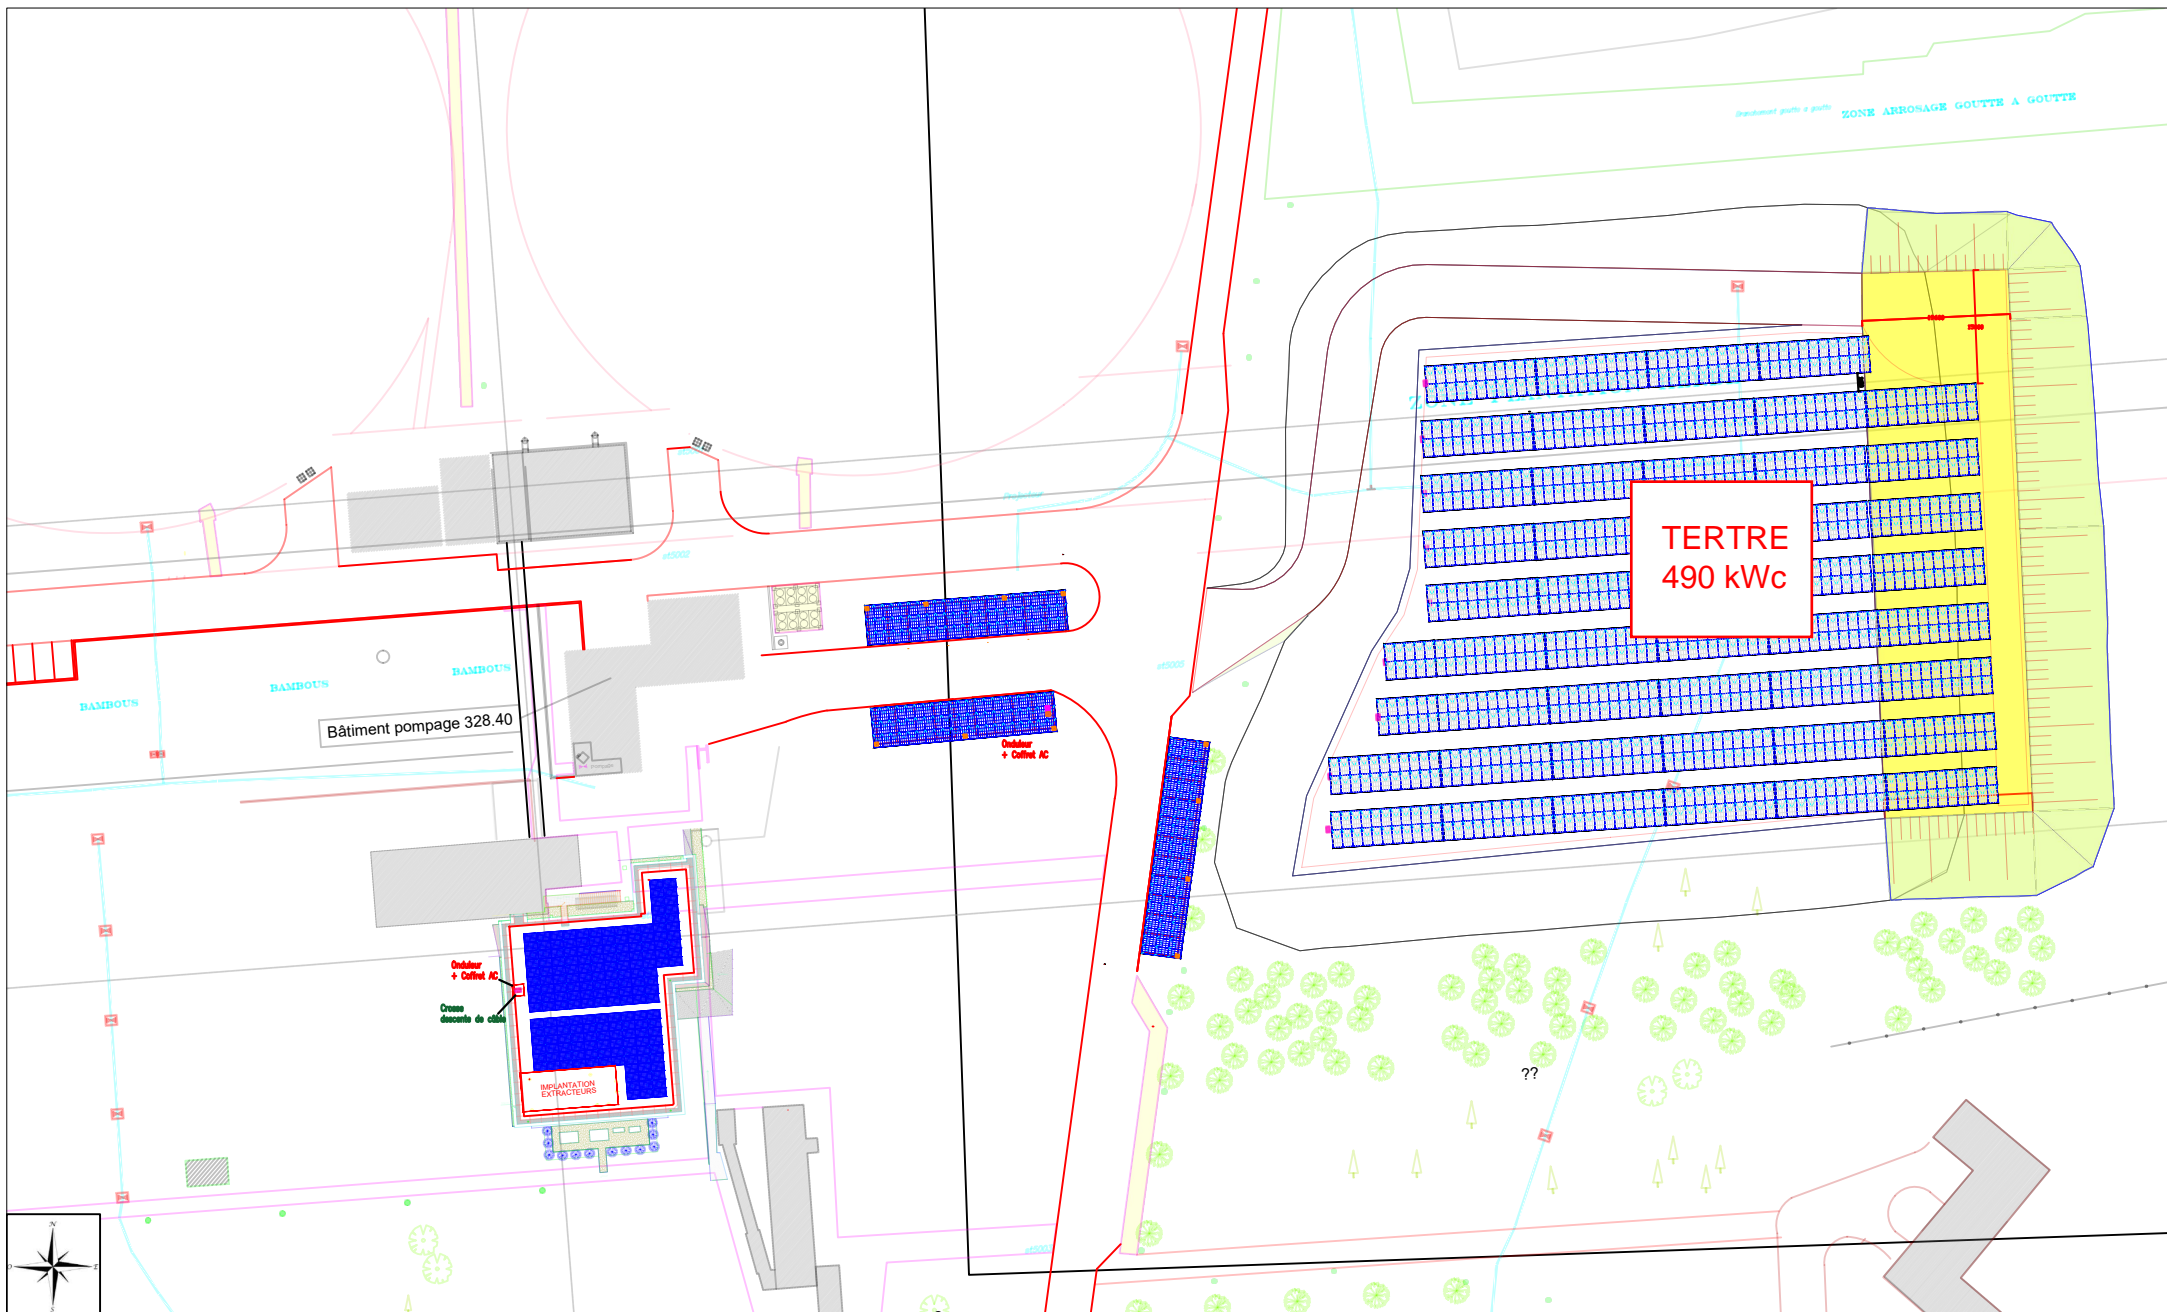 ZONE ARROSAGE GOUTTE A GOUTTE
TERTRE
490 kWc
BAMBOUS
BAMBOUS
BAMBOUS
Bâtiment pompage 328.40
Onduleur
+ Coffret AC
Onduleur
+ Coffret AC
Crosse
descente de câble
IMPLANTATION
EXTRACTEURS
??
N
O
E
S